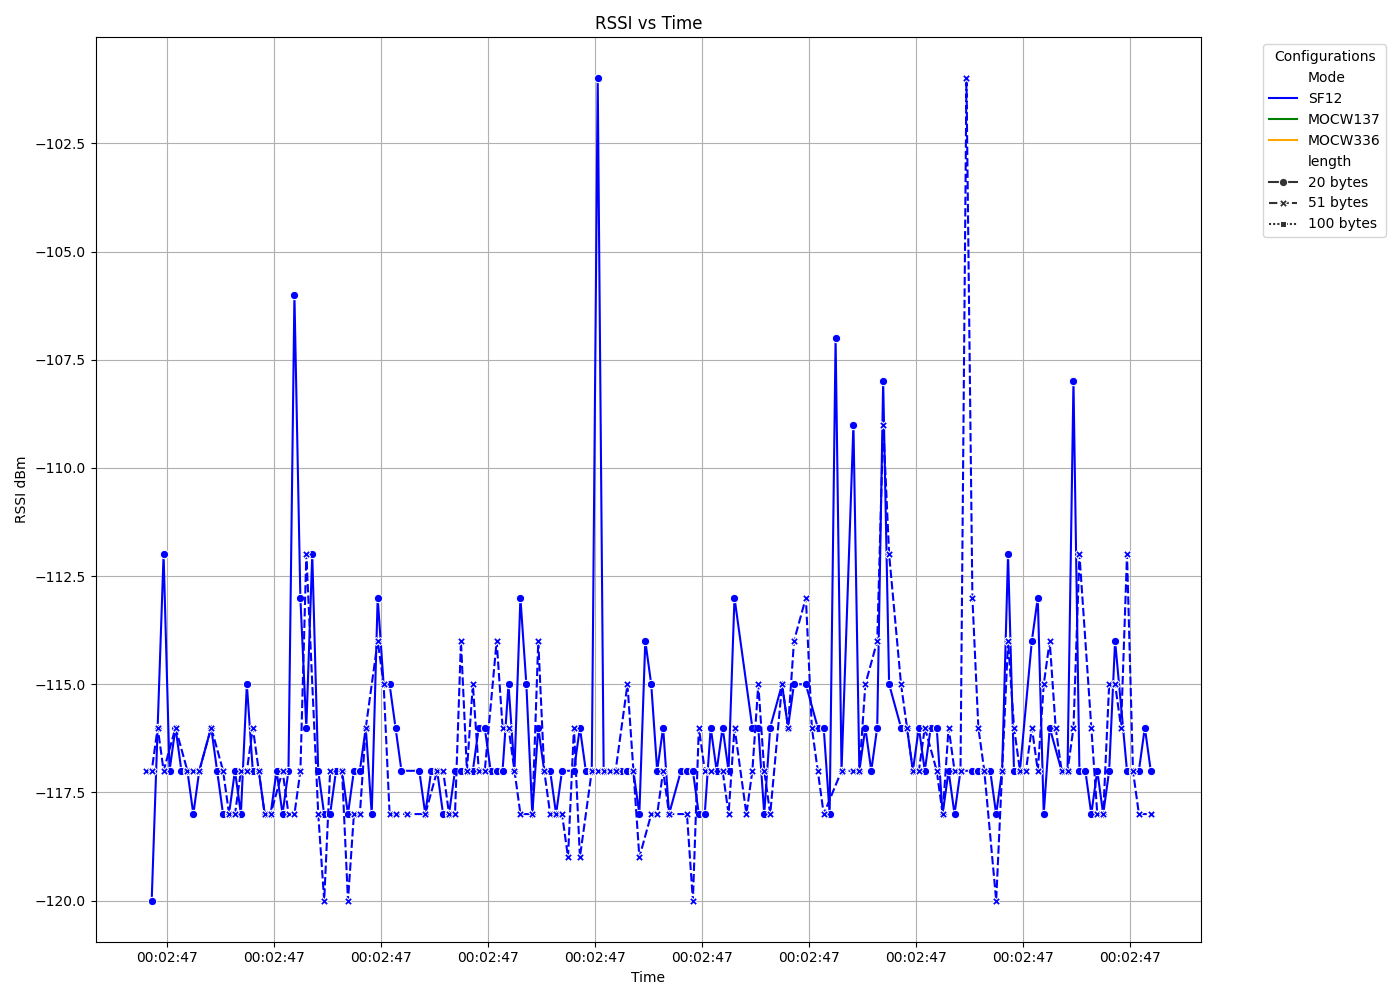 RSSI vs Time
Configurations
Mode
SF12
MOCW137
MOCW336
length
20 bytes
51 bytes
100 bytes
RSSI dBm
−102.5
−105.0
−107.5
−110.0
−112.5
−115.0
−117.5
−120.0
00:02:47 00:02:47 00:02:47 00:02:47 00:02:47 00:02:47 00:02:47 00:02:47 00:02:47 00:02:47
Time